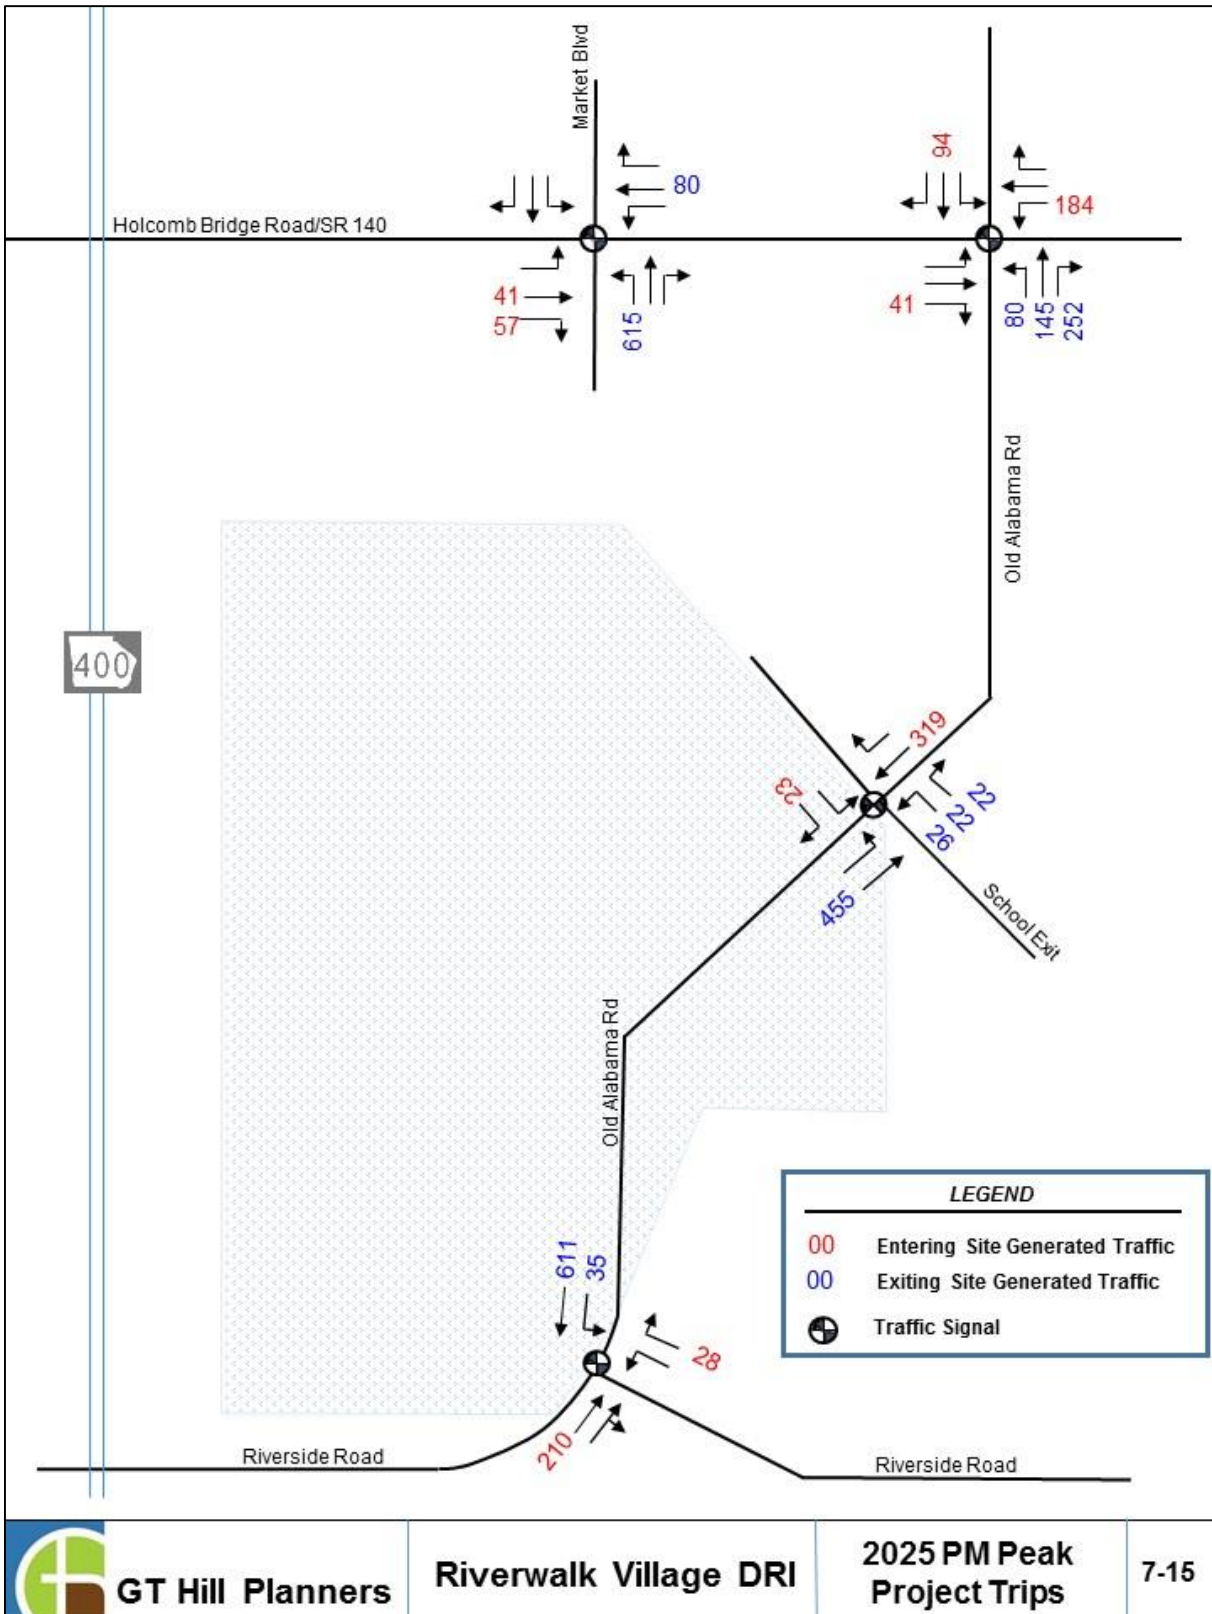 Market Blvd
94
80
184
Holcomb Bridge Road/SR 140
41
57
615
41
80
145
252
Old Alabama Rd
400
319
23
22
22
26
455
School Exit
Old Alabama Rd
LEGEND
00 Entering Site Generated Traffic
00 Exiting Site Generated Traffic
Traffic Signal
611
35
28
210
Riverside Road
Riverside Road
GT Hill Planners
Riverwalk Village DRI
2025 PM Peak
Project Trips
7-15